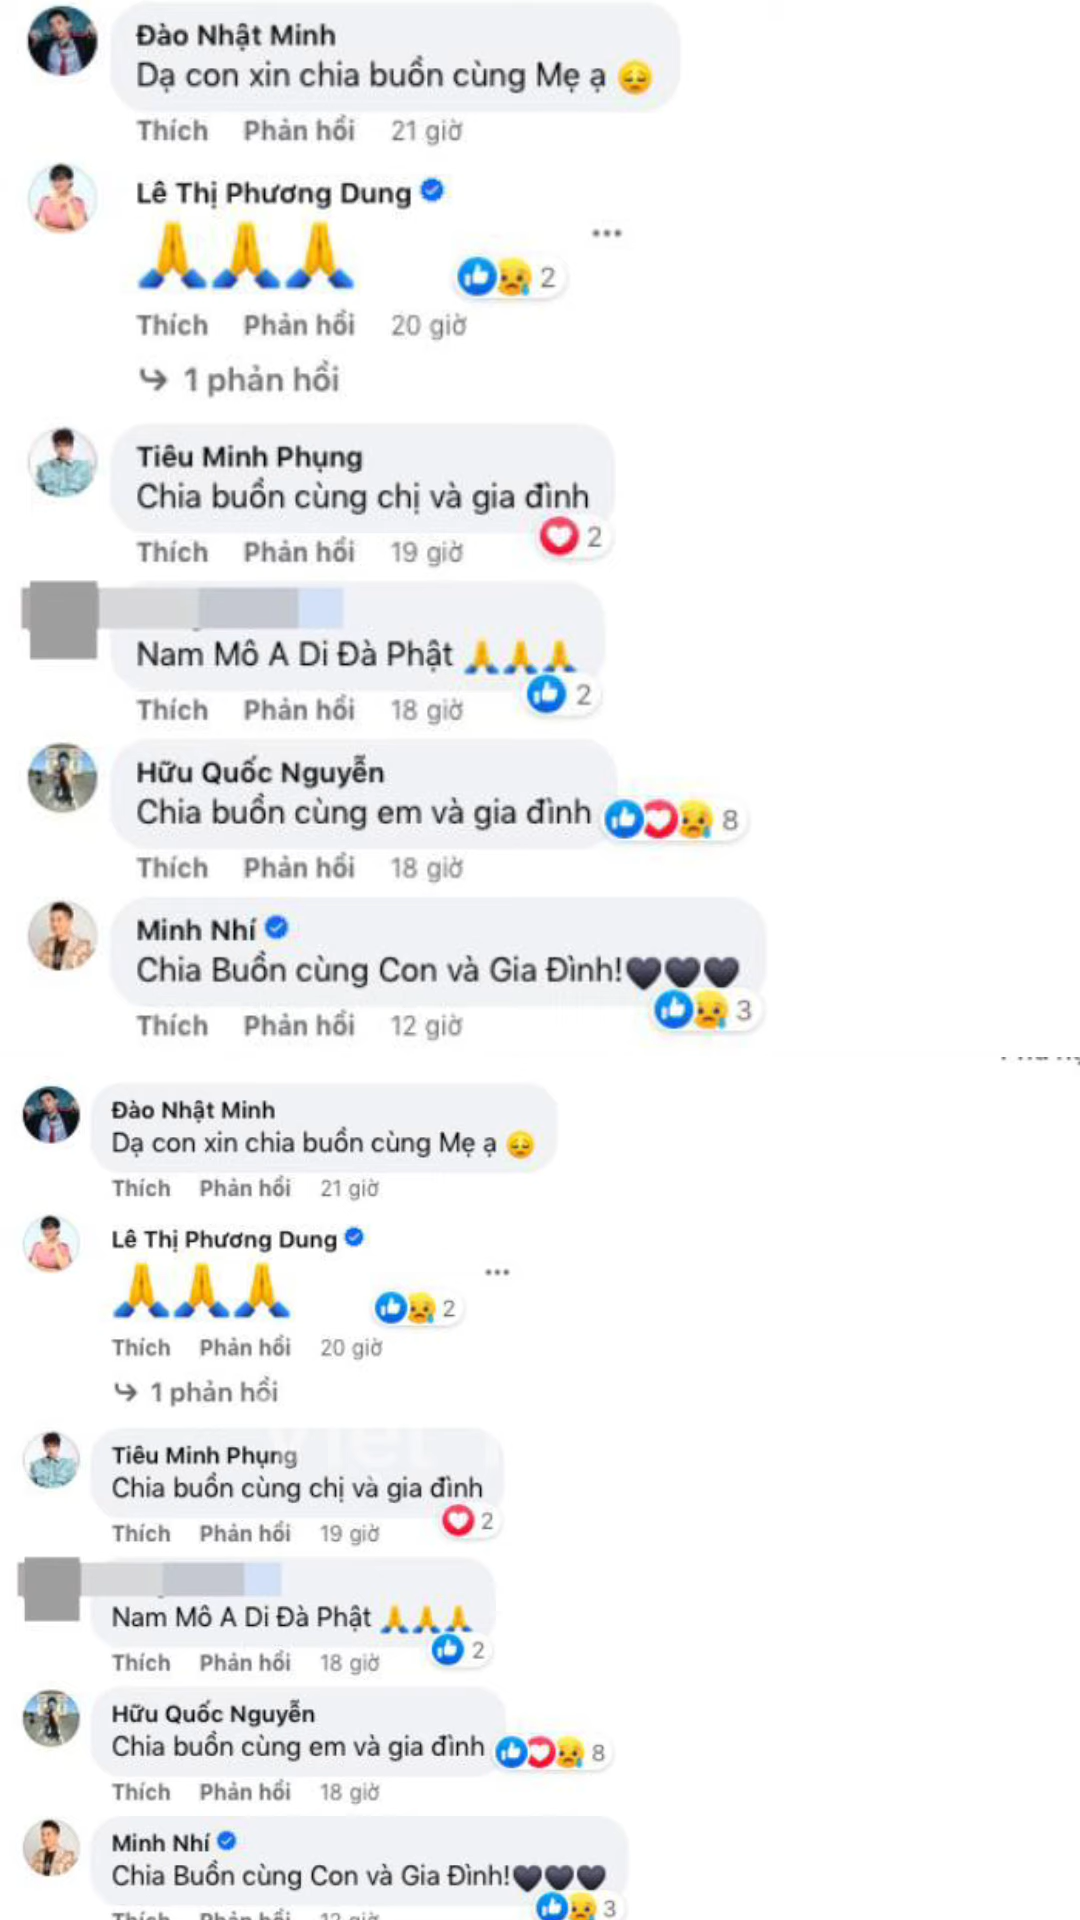 Đào Nhật Minh
Dạ con xin chia buồn cùng Mẹ ạ 😔
Thích Phản hồi 21 giờ
Lê Thị Phương Dung
🙏🙏🙏
2
Thích Phản hồi 20 giờ
1 phản hồi
Tiêu Minh Phụng
Chia buồn cùng chị và gia đình
2
Thích Phản hồi 19 giờ
Nam Mô A Di Đà Phật 🙏🙏🙏
2
Thích Phản hồi 18 giờ
Hữu Quốc Nguyễn
Chia buồn cùng em và gia đình
8
Thích Phản hồi 18 giờ
Minh Nhí
Chia Buồn cùng Con và Gia Đình!🖤🖤🖤
3
Thích Phản hồi 12 giờ
Đào Nhật Minh
Dạ con xin chia buồn cùng Mẹ ạ 😔
Thích Phản hồi 21 giờ
Lê Thị Phương Dung
🙏🙏🙏
2
Thích Phản hồi 20 giờ
1 phản hồi
Tiêu Minh Phụng
Chia buồn cùng chị và gia đình
2
Thích Phản hồi 19 giờ
Nam Mô A Di Đà Phật 🙏🙏🙏
2
Thích Phản hồi 18 giờ
Hữu Quốc Nguyễn
Chia buồn cùng em và gia đình
8
Thích Phản hồi 18 giờ
Minh Nhí
Chia Buồn cùng Con và Gia Đình!🖤🖤🖤
3
Thích Phản hồi 12 giờ